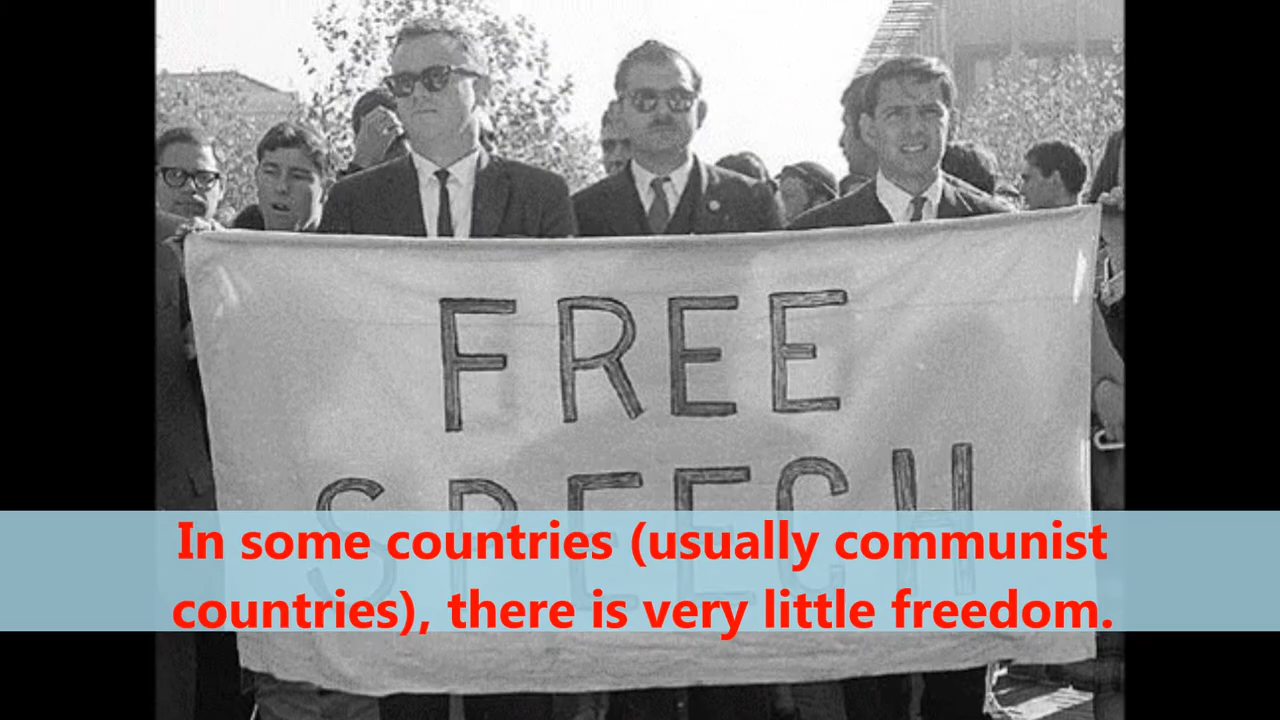 FREE
SPEECH
In some countries (usually communist
countries), there is very little freedom.